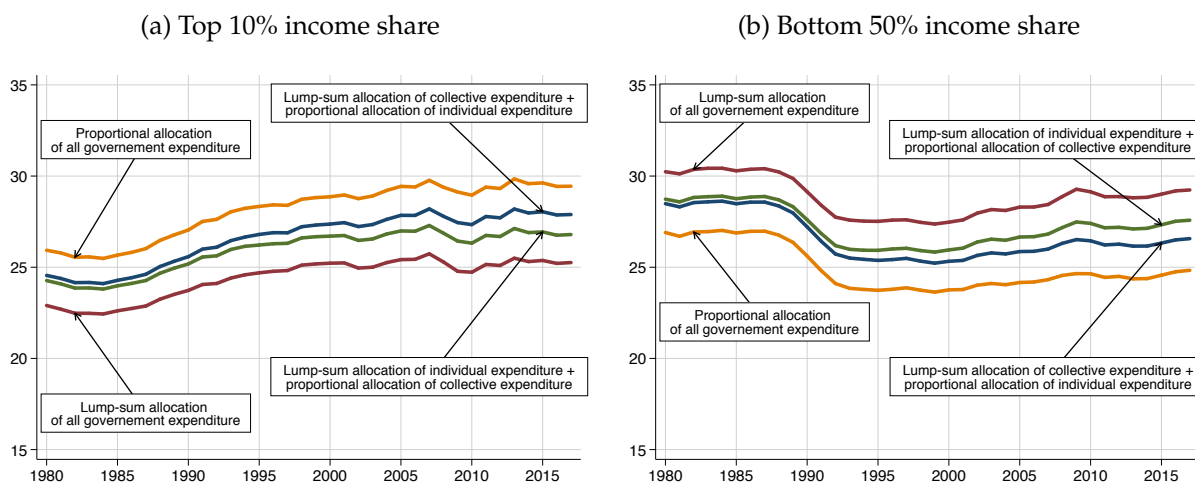 (a) Top 10% income share
35
30
25
20
15
1980 1985 1990 1995 2000 2005 2010 2015
Proportional allocation
of all governement expenditure
Lump-sum allocation of collective expenditure +
proportional allocation of individual expenditure
Lump-sum allocation
of all governement expenditure
Lump-sum allocation of individual expenditure +
proportional allocation of collective expenditure
(b) Bottom 50% income share
35
30
25
20
15
1980 1985 1990 1995 2000 2005 2010 2015
Lump-sum allocation
of all governement expenditure
Lump-sum allocation of individual expenditure +
proportional allocation of collective expenditure
Proportional allocation
of all governement expenditure
Lump-sum allocation of collective expenditure +
proportional allocation of individual expenditure